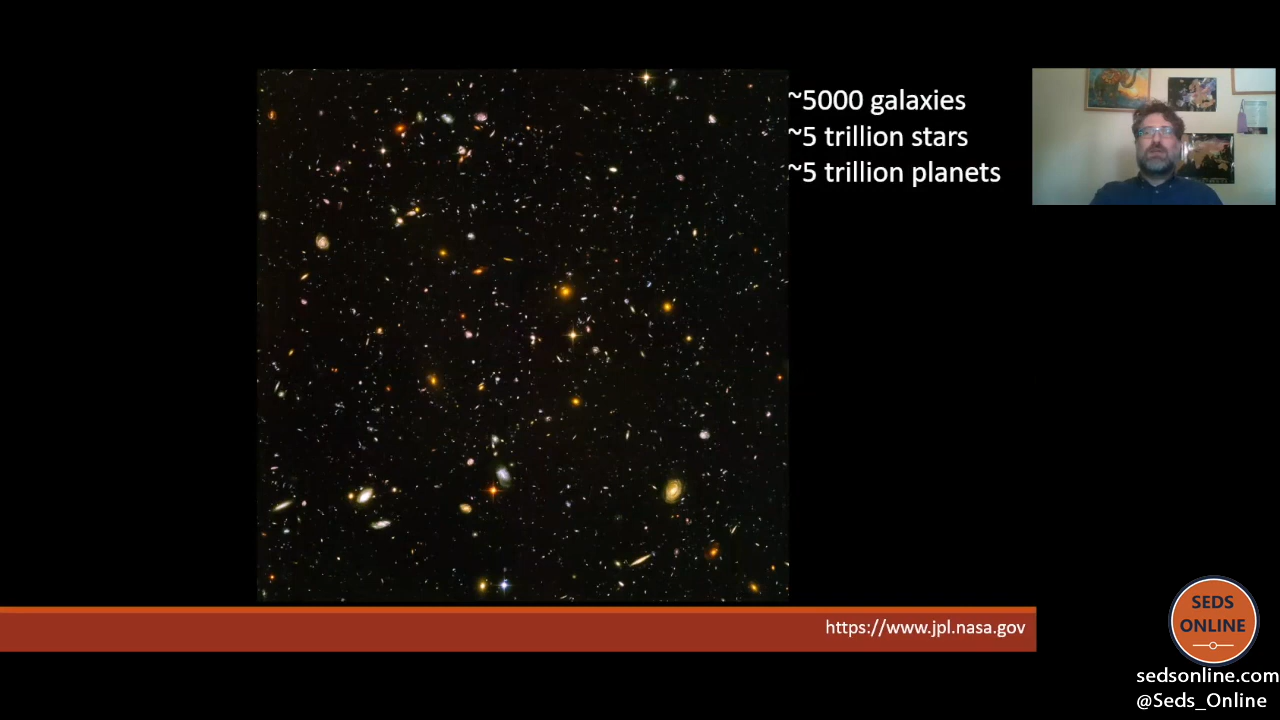 ~5000 galaxies
~5 trillion stars
~5 trillion planets
https://www.jpl.nasa.gov
SEDS
ONLINE
sedsonline.com
@Seds_Online